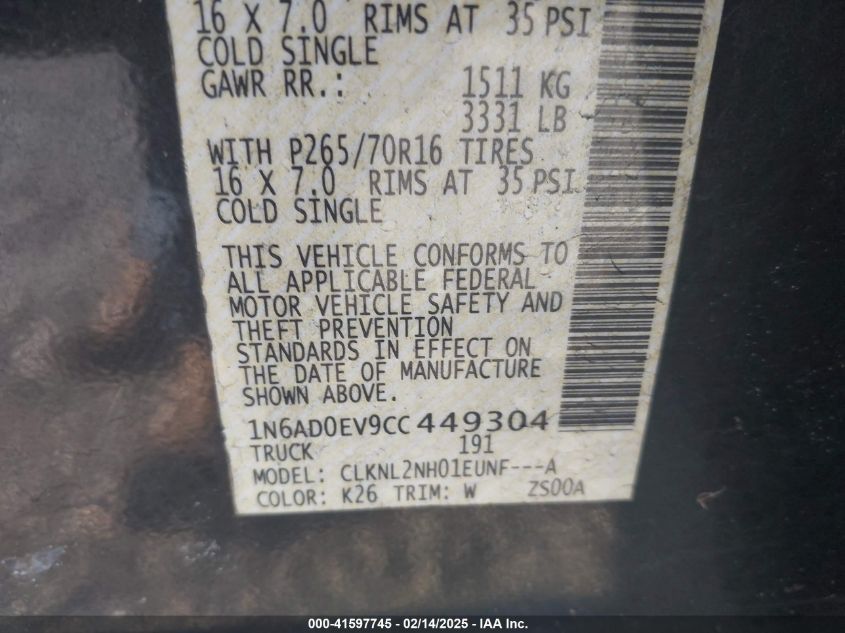 16 X 7.0 RIMS AT 35 PSI
COLD SINGLE
GAWR RR.: 1511 KG
3331 LB
WITH P265/70R16 TIRES
16 X 7.0 RIMS AT 35 PSI
COLD SINGLE
THIS VEHICLE CONFORMS TO
ALL APPLICABLE FEDERAL
MOTOR VEHICLE SAFETY AND
THEFT PREVENTION
STANDARDS IN EFFECT ON
THE DATE OF MANUFACTURE
SHOWN ABOVE.
1N6AD0EV9CC449304
TRUCK 191
MODEL: CLKNL2NH01EUNF---A
COLOR: K26 TRIM: W ZS00A
000-41597745 - 02/14/2025 - IAA Inc.